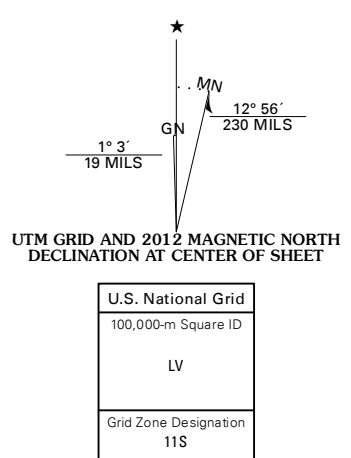 ★
MN
GN
12° 56´
230 MILS
1° 3´
19 MILS
UTM GRID AND 2012 MAGNETIC NORTH
DECLINATION AT CENTER OF SHEET
U.S. National Grid
100,000-m Square ID
LV
Grid Zone Designation
11S